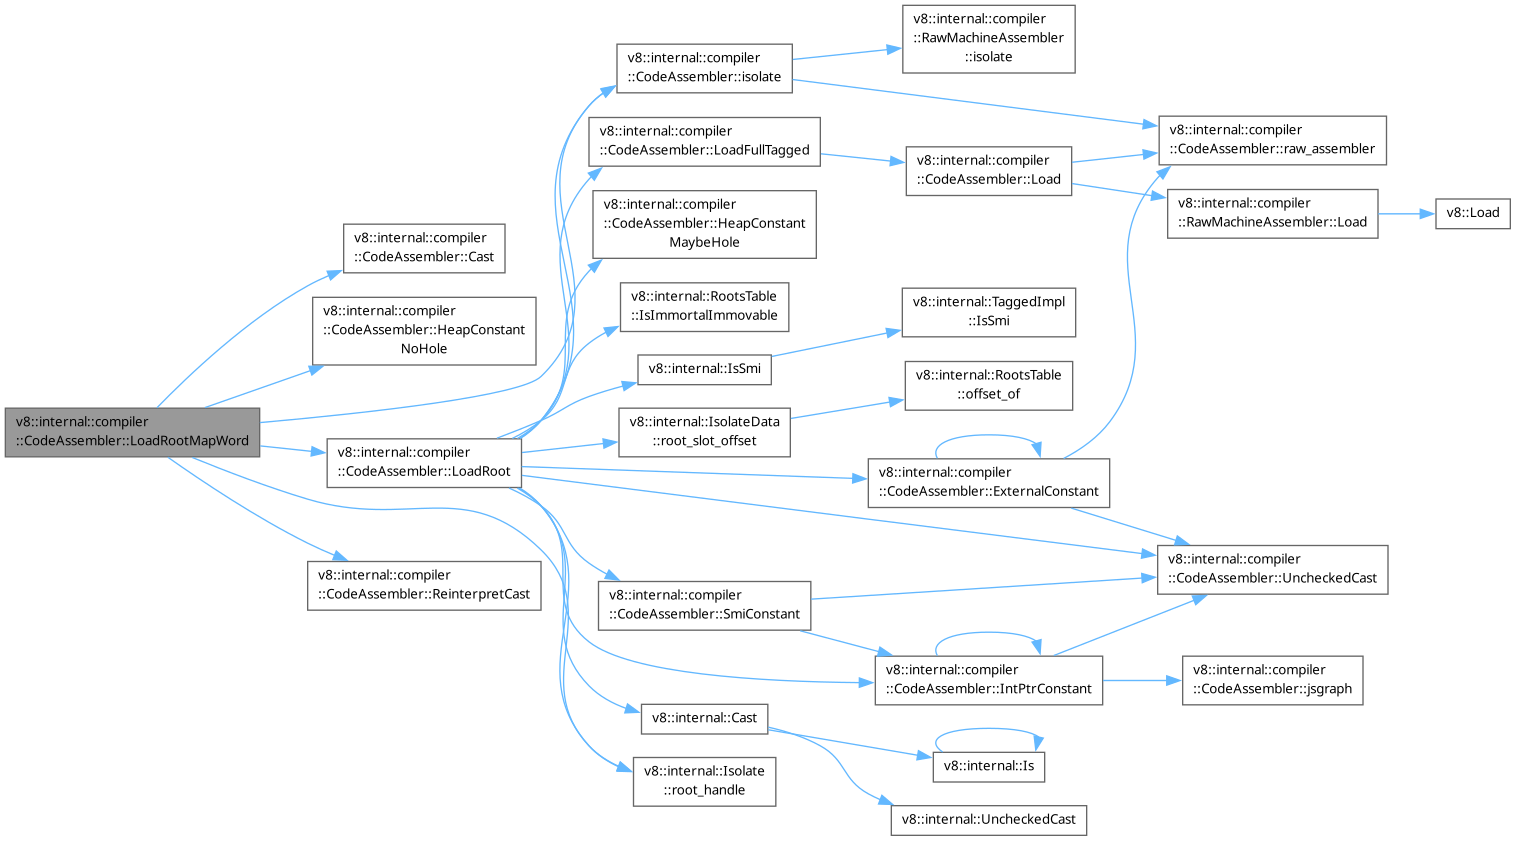 v8::internal::compiler
::CodeAssembler::LoadRootMapWord
v8::internal::compiler
::CodeAssembler::Cast
v8::internal::compiler
::CodeAssembler::HeapConstant
NoHole
v8::internal::compiler
::CodeAssembler::LoadRoot
v8::internal::compiler
::CodeAssembler::ReinterpretCast
v8::internal::compiler
::CodeAssembler::isolate
v8::internal::compiler
::CodeAssembler::LoadFullTagged
v8::internal::compiler
::CodeAssembler::HeapConstant
MaybeHole
v8::internal::RootsTable
::IsImmortalImmovable
v8::internal::IsSmi
v8::internal::IsolateData
::root_slot_offset
v8::internal::compiler
::CodeAssembler::SmiConstant
v8::internal::Cast
v8::internal::Isolate
::root_handle
v8::internal::compiler
::RawMachineAssembler
::isolate
v8::internal::compiler
::CodeAssembler::Load
v8::internal::TaggedImpl
::IsSmi
v8::internal::RootsTable
::offset_of
v8::internal::compiler
::CodeAssembler::ExternalConstant
v8::internal::compiler
::CodeAssembler::IntPtrConstant
v8::internal::Is
v8::internal::UncheckedCast
v8::internal::compiler
::CodeAssembler::raw_assembler
v8::internal::compiler
::RawMachineAssembler::Load
v8::internal::compiler
::CodeAssembler::UncheckedCast
v8::internal::compiler
::CodeAssembler::jsgraph
v8::Load